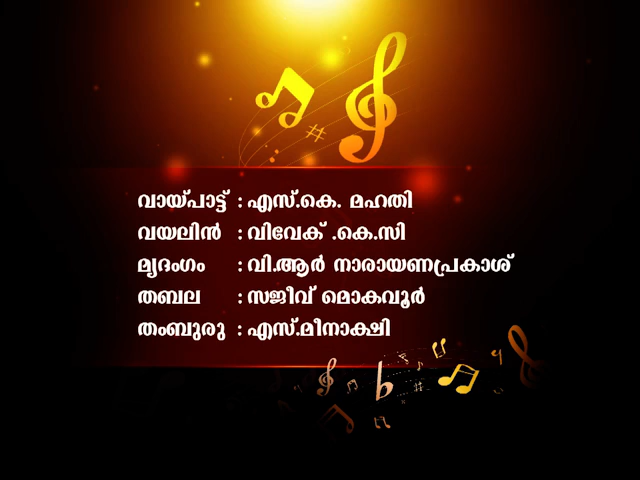 വായ്പാട്ട് : എസ്.കെ. മഹതി
വയലിൻ : വിവേക് .കെ.സി
മൃദംഗം : വി.ആർ നാരായണപ്രകാശ്
തബല : സജീവ് മൊകവൂർ
തംബുരു : എസ്.മീനാക്ഷി